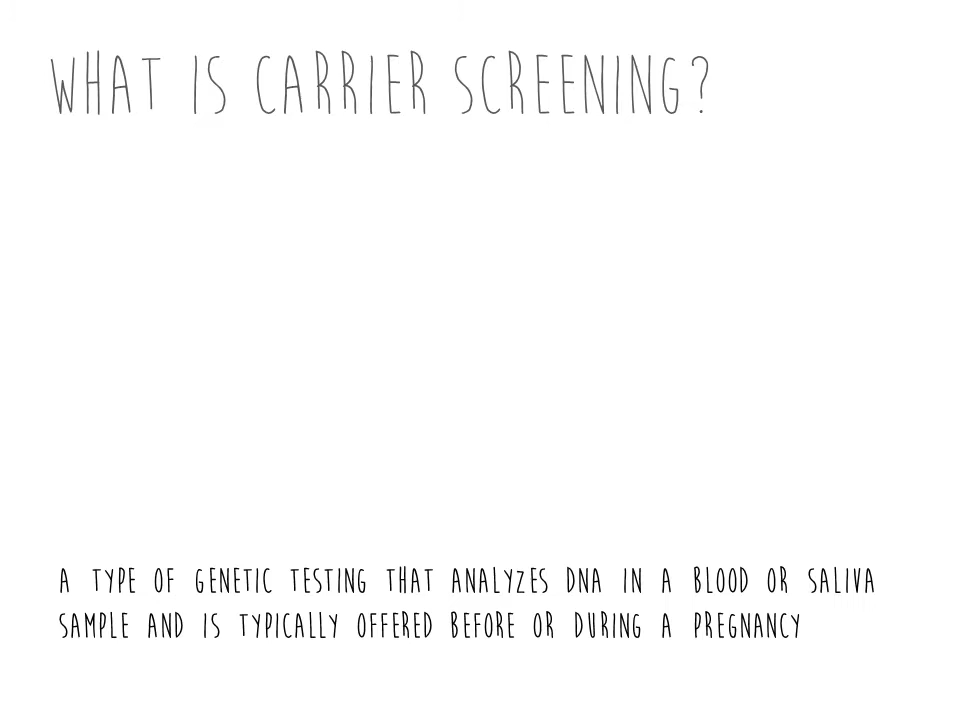 WHAT IS CARRIER SCREENING?
A TYPE OF GENETIC TESTING THAT ANALYZES DNA IN A BLOOD OR SALIVA
SAMPLE AND IS TYPICALLY OFFERED BEFORE OR DURING A PREGNANCY